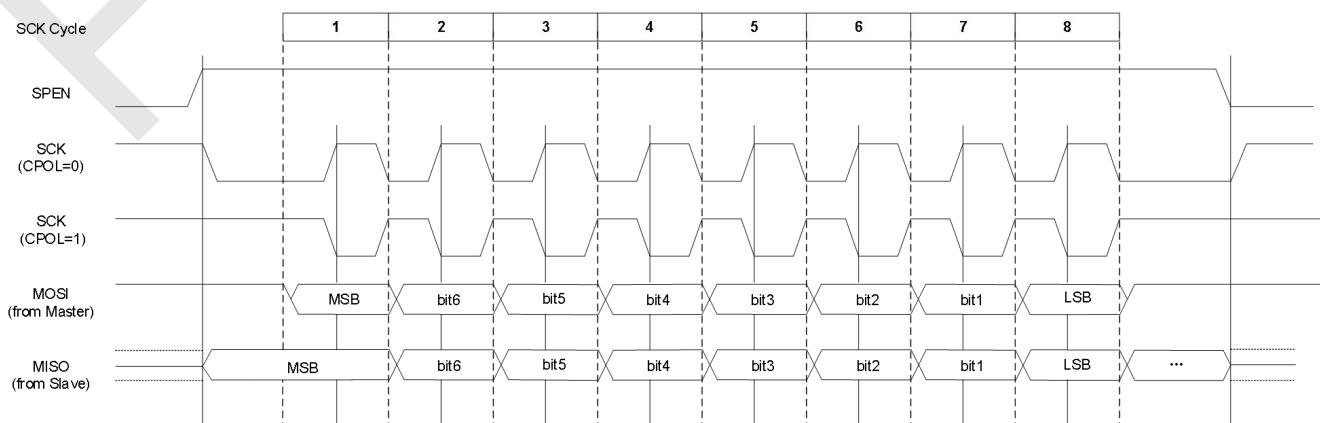 SCK Cycle 1 2 3 4 5 6 7 8
SPEN
SCK
(CPOL=0)
SCK
(CPOL=1)
MOSI
(from Master)
MSB bit6 bit5 bit4 bit3 bit2 bit1 LSB
MISO
(from Slave)
MSB bit6 bit5 bit4 bit3 bit2 bit1 LSB ...